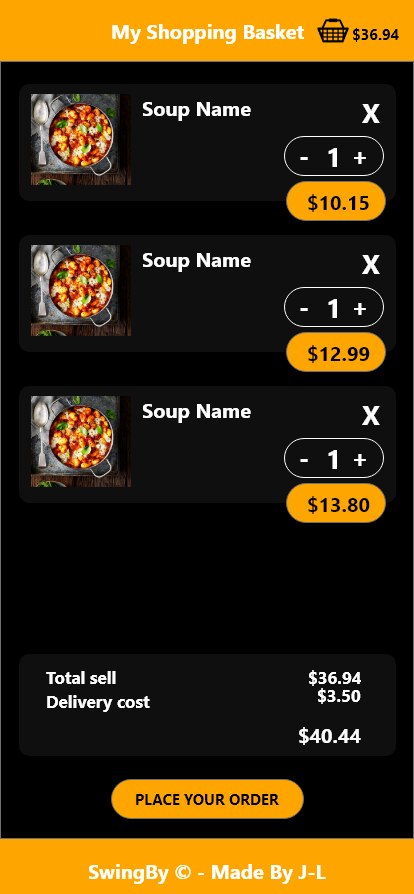 My Shopping Basket $36.94
Soup Name X
- 1 +
$10.15
Soup Name X
- 1 +
$12.99
Soup Name X
- 1 +
$13.80
Total sell $36.94
Delivery cost $3.50
$40.44
PLACE YOUR ORDER
SwingBy © - Made By J-L